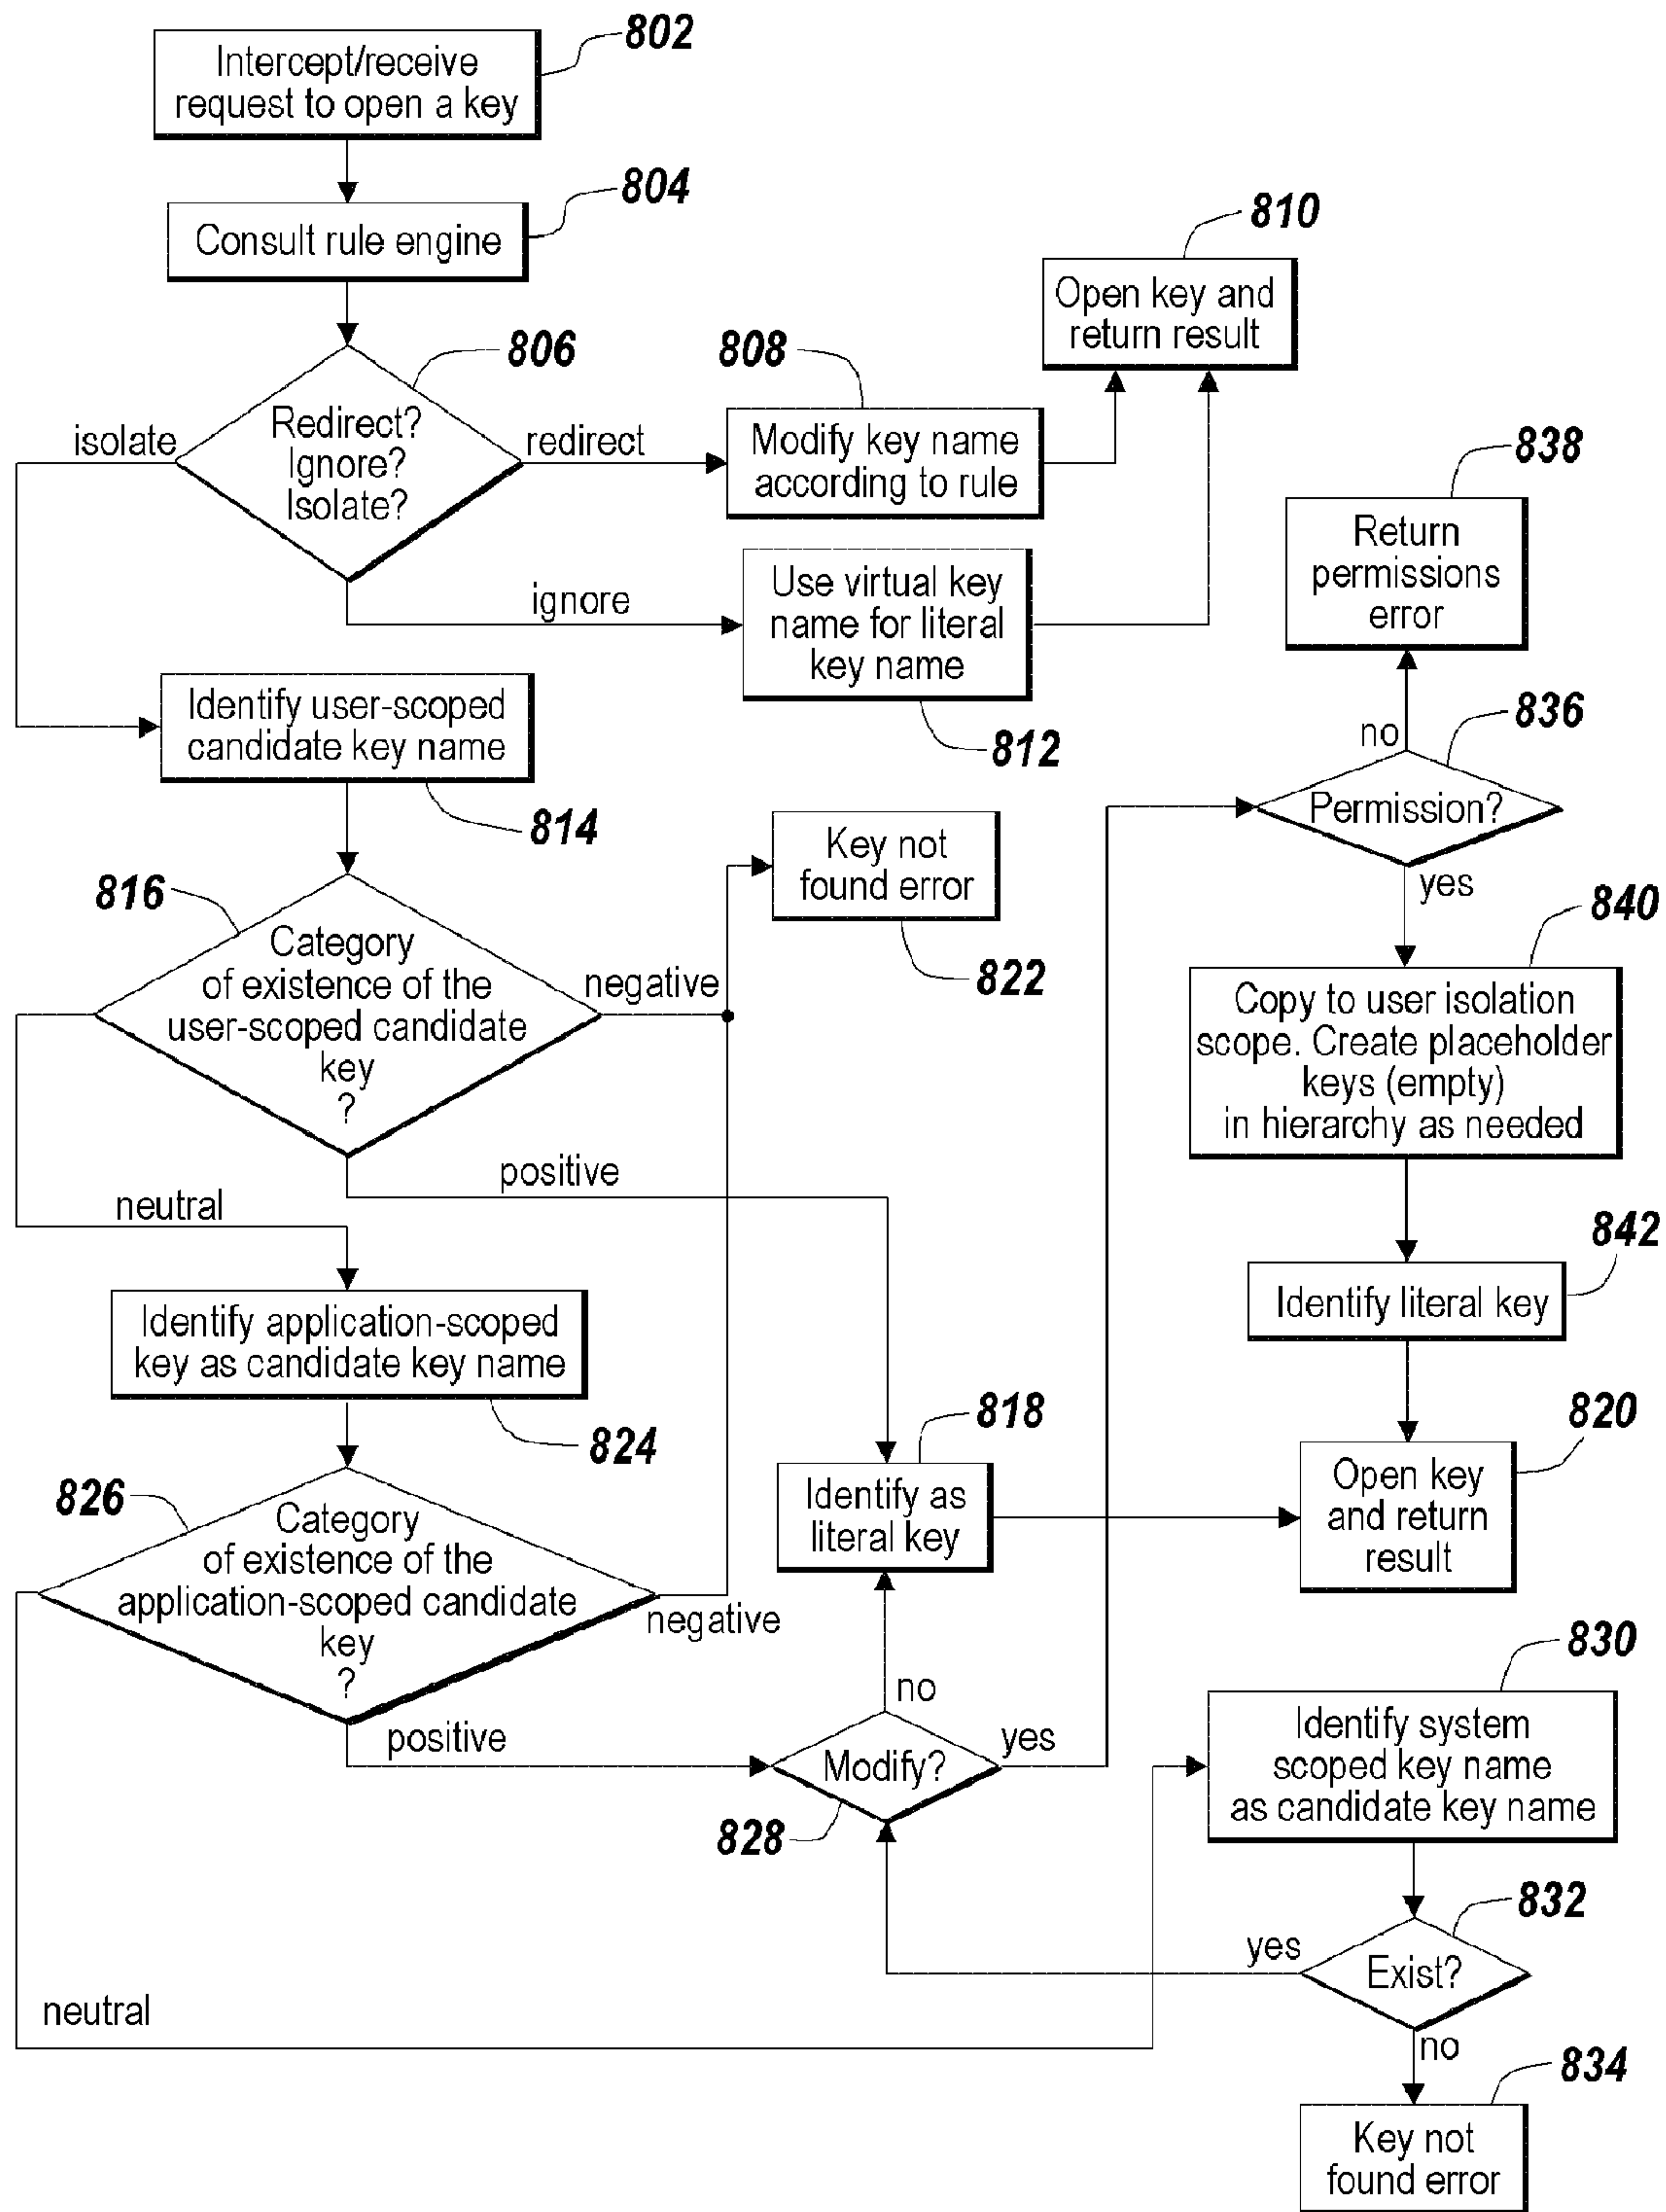 802
Intercept/receive
request to open a key
804
Consult rule engine
810
Open key and
return result
806
Redirect?
Ignore?
Isolate?
isolate
redirect
ignore
808
Modify key name
according to rule
838
Return
permissions
error
Use virtual key
name for literal
key name
812
Identify user-scoped
candidate key name
814
836
no
Permission?
yes
822
Key not
found error
816
Category
of existence of the
user-scoped candidate
key
?
negative
positive
neutral
840
Copy to user isolation
scope. Create placeholder
keys (empty)
in hierarchy as needed
842
Identify literal key
Identify application-scoped
key as candidate key name
824
818
Identify as
literal key
820
Open key
and return
result
826
Category
of existence of the
application-scoped candidate
key
?
negative
positive
neutral
no
Modify?
yes
828
830
Identify system
scoped key name
as candidate key name
832
yes
Exist?
no
834
Key not
found error